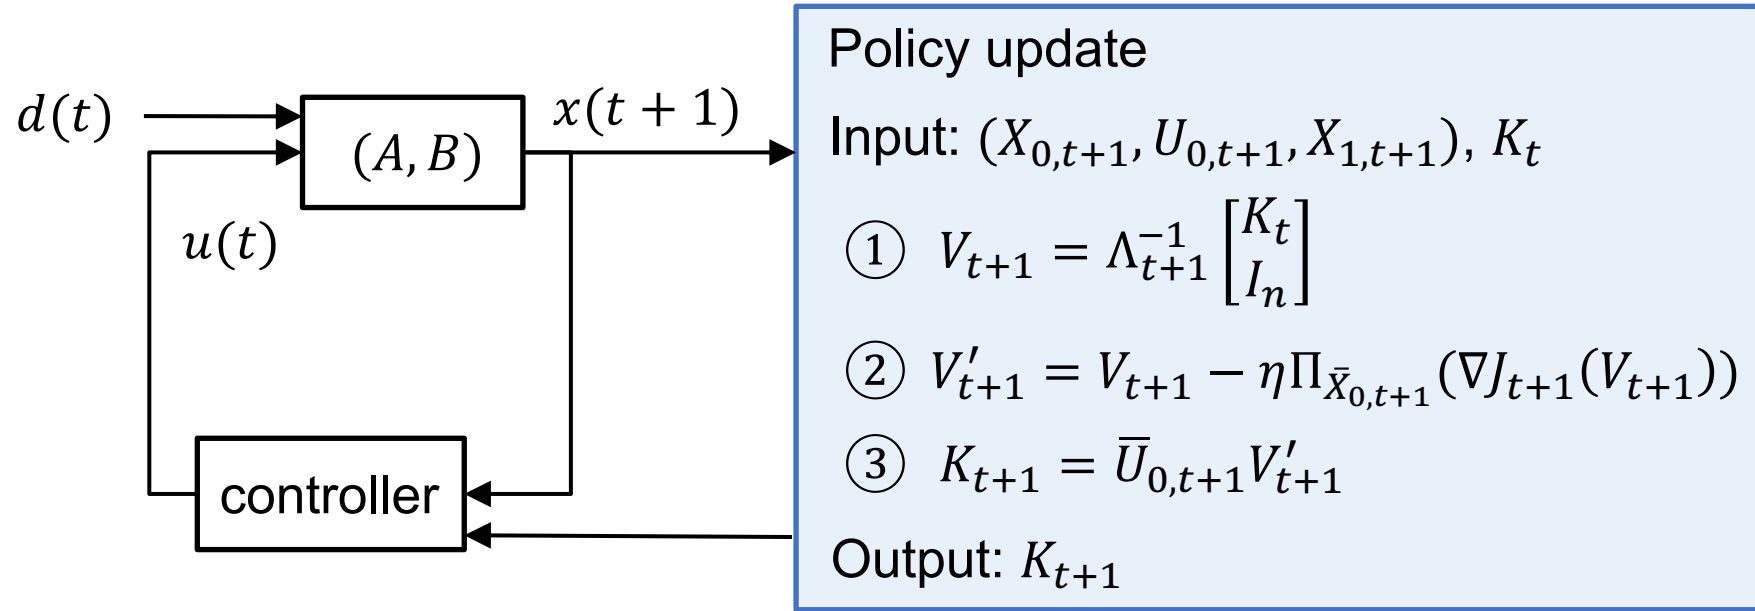 d(t)
(A, B)
x(t + 1)
u(t)
controller
Policy update
Input: (X_{0,t+1}, U_{0,t+1}, X_{1,t+1}), K_t
① V_{t+1} = Λ_{t+1}^{-1} [K_t; I_n]
② V'_{t+1} = V_{t+1} − ηΠ_{X̄_{0,t+1}}(∇J_{t+1}(V_{t+1}))
③ K_{t+1} = U̅_{0,t+1}V'_{t+1}
Output: K_{t+1}